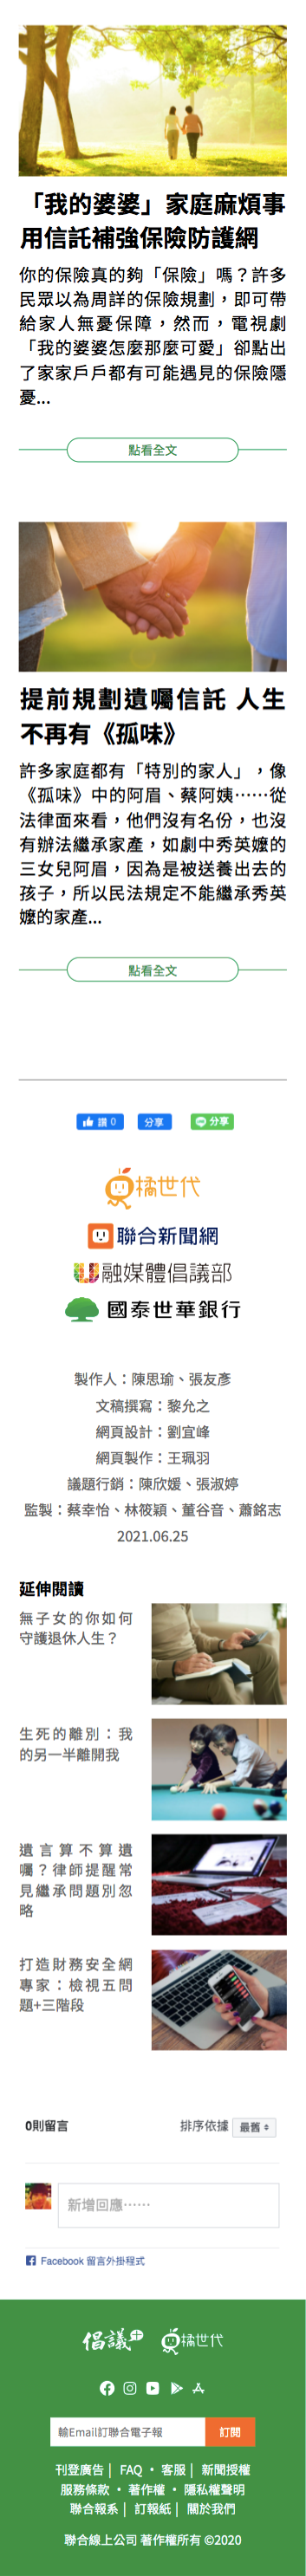 「我的婆婆」家庭麻煩事
用信託補強保險防護網
你的保險真的夠「保險」嗎？許多
民眾以為周詳的保險規劃，即可帶
給家人無憂保障，然而，電視劇
「我的婆婆怎麼那麼可愛」卻點出
了家家戶戶都有可能遇見的保險隱
憂...
點看全文
提前規劃遺囑信託 人生
不再有《孤味》
許多家庭都有「特別的家人」，像
《孤味》中的阿眉、蔡阿姨⋯⋯從
法律面來看，他們沒有名份，也沒
有辦法繼承家產，如劇中秀英嬤的
三女兒阿眉，因為是被送養出去的
孩子，所以民法規定不能繼承秀英
嬤的家產...
點看全文
讚 0 分享 分享
橘世代
聯合新聞網
融媒體倡議部
國泰世華銀行
製作人：陳思瑜、張友彥
文稿撰寫：黎允之
網頁設計：劉宜峰
網頁製作：王珮羽
議題行銷：陳欣媛、張淑婷
監製：蔡幸怡、林筱穎、董谷音、蕭銘志
2021.06.25
延伸閱讀
無子女的你如何
守護退休人生？
生死的離別：我
的另一半離開我
遺言算不算遺
囑？律師提醒常
見繼承問題別忽
略
打造財務安全網
專家：檢視五問
題+三階段
0則留言 排序依據 最舊
新增回應⋯⋯
Facebook 留言外掛程式
倡議+ 橘世代
輸Email訂聯合電子報 訂閱
刊登廣告｜ FAQ ・ 客服｜ 新聞授權
服務條款 ・ 著作權 ・ 隱私權聲明
聯合報系｜ 訂報紙｜ 關於我們
聯合線上公司 著作權所有 ©2020